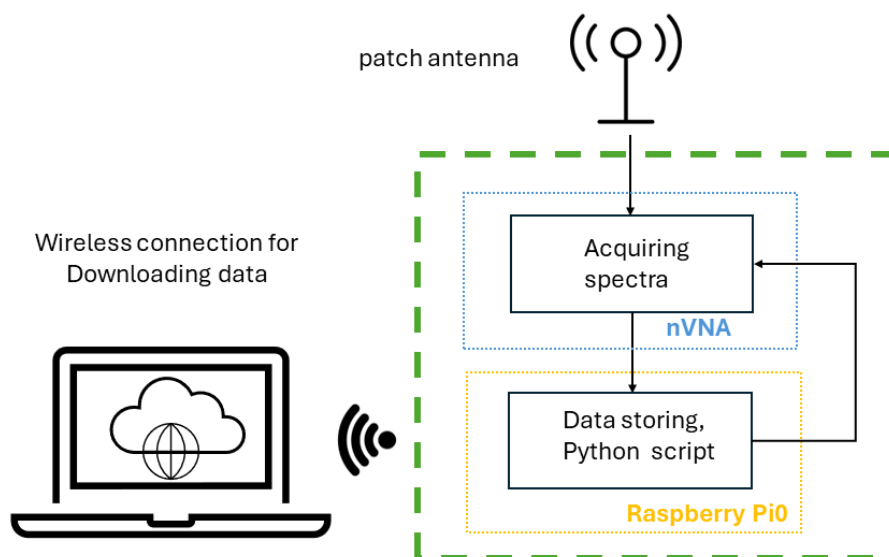 patch antenna
Wireless connection for
Downloading data
Acquiring
spectra
nVNA
Data storing,
Python script
Raspberry Pi0